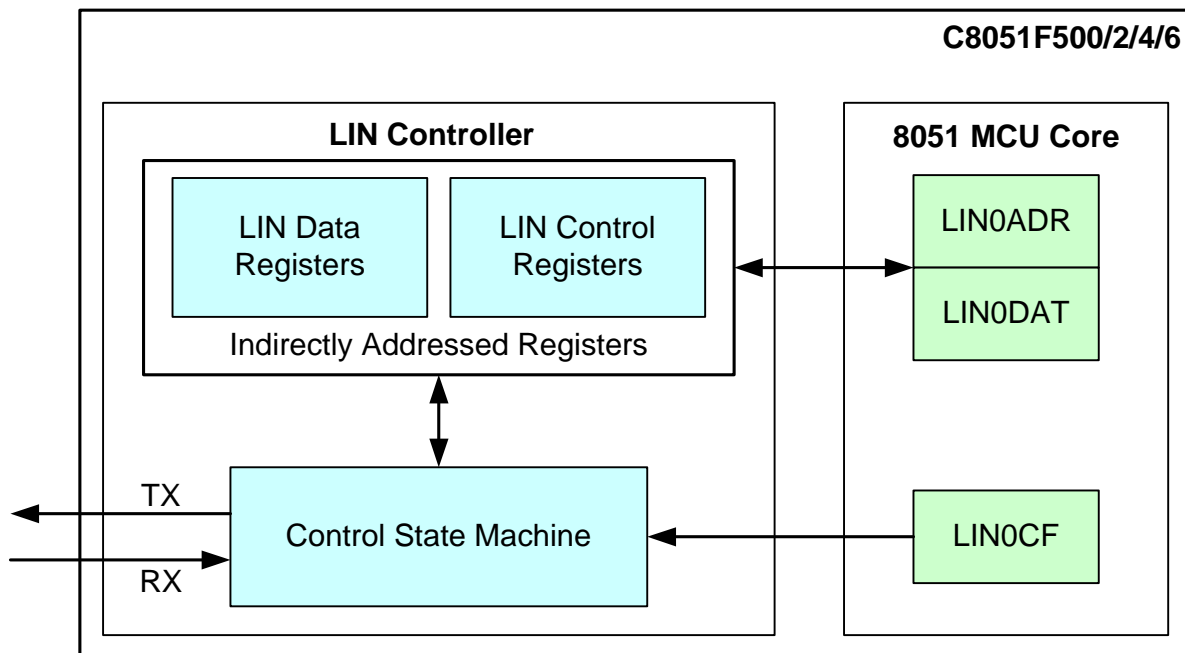 C8051F500/2/4/6
LIN Controller
8051 MCU Core
LIN Data
Registers
LIN Control
Registers
Indirectly Addressed Registers
LIN0ADR
LIN0DAT
TX
RX
Control State Machine
LIN0CF